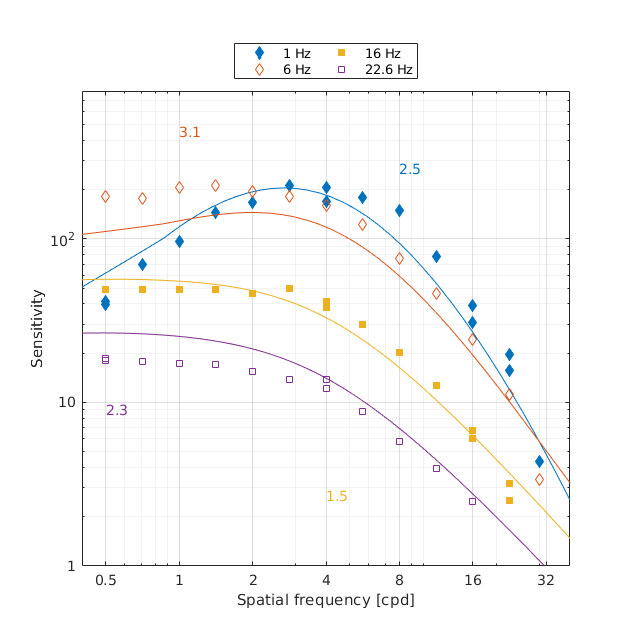 1 Hz 16 Hz
6 Hz 22.6 Hz
3.1
2.5
10²
Sensitivity
10
2.3
1.5
1
0.5 1 2 4 8 16 32
Spatial frequency [cpd]